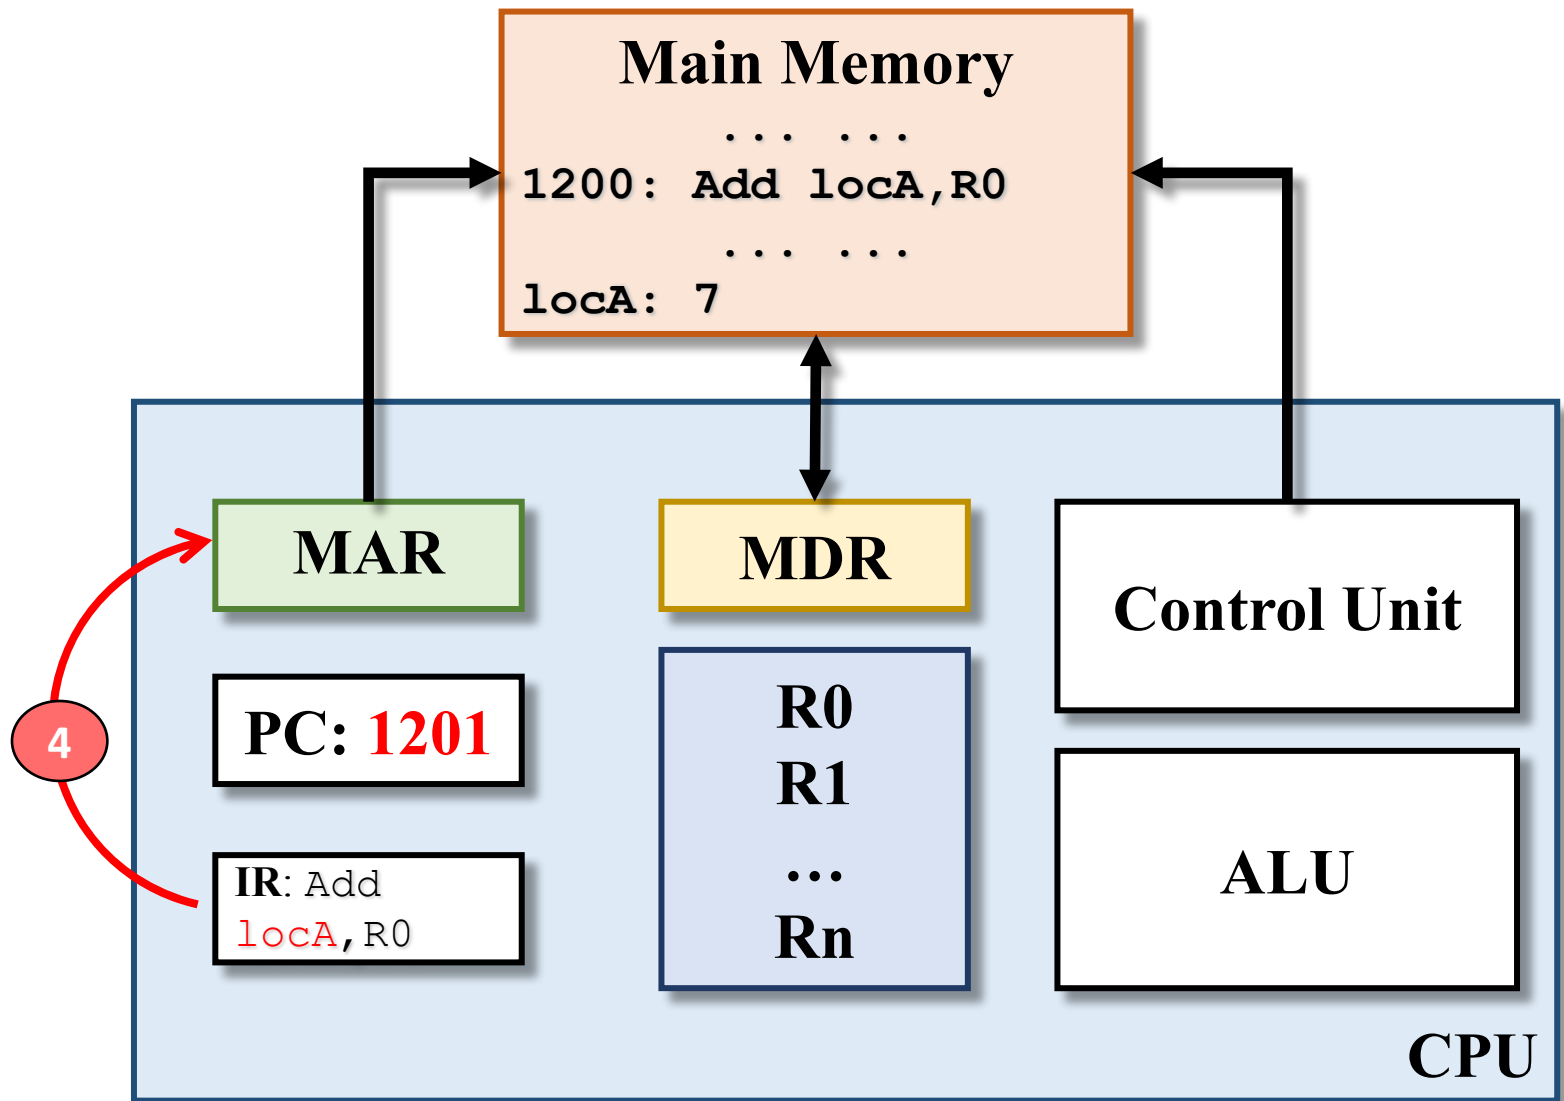 Main Memory
... ...
1200: Add locA,R0
... ...
locA: 7
MAR
MDR
Control Unit
PC: 1201
4
R0
R1
...
Rn
IR: Add
locA,R0
ALU
CPU